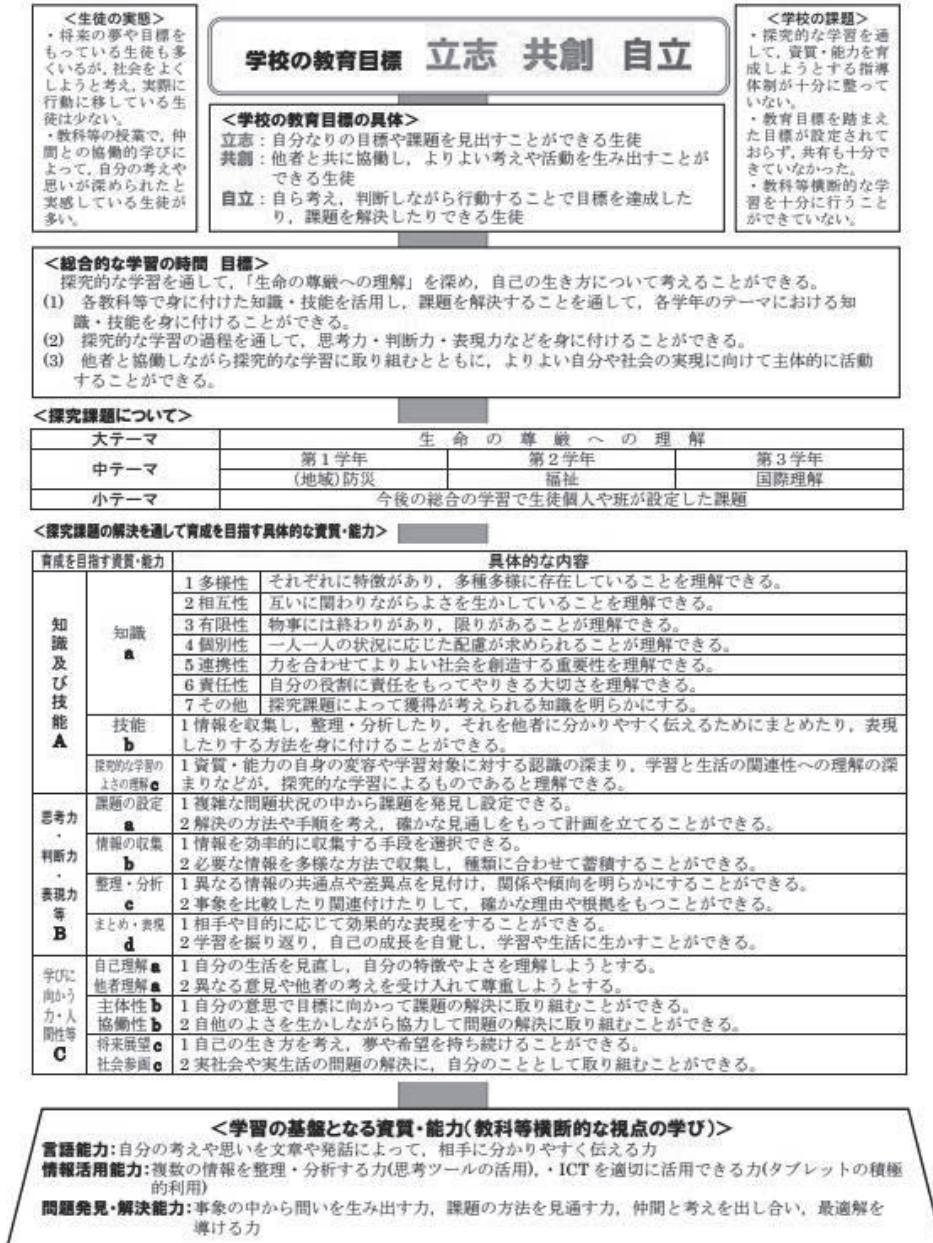 <生徒の実態>
・将来の夢や目標を
もっている生徒も多
くいるが，社会をよく
しようと考え，実際に
行動に移している生
徒は少ない。
・教科等の授業で，仲
間との協働的学びに
よって，自分の考えや
思いが深められたと
実感している生徒が
多い。
学校の教育目標 立志 共創 自立
<学校の教育目標の具体>
立志：自分なりの目標や課題を見出すことができる生徒
共創：他者と共に協働し，よりよい考えや活動を生み出すことが
できる生徒
自立：自ら考え，判断しながら行動することで目標を達成した
り，課題を解決したりできる生徒
<学校の課題>
・探究的な学習を通
して，資質・能力を育
成しようとする指導
体制が十分に整って
いない。
・教育目標を踏まえ
た目標が設定されて
おらず，共有も十分で
きていなかった。
・教科等横断的な学
習を十分に行うこと
ができていない。
<総合的な学習の時間 目標>
探究的な学習を通して，「生命の尊厳への理解」を深め，自己の生き方について考えることができる。
(1) 各教科等で身に付けた知識・技能を活用し，課題を解決することを通して，各学年のテーマにおける知
識・技能を身に付けることができる。
(2) 探究的な学習の過程を通して，思考力・判断力・表現力などを身に付けることができる。
(3) 他者と協働しながら探究的な学習に取り組むとともに，よりよい自分や社会の実現に向けて主体的に活動
することができる。
<探究課題について>
大テーマ 生命の尊厳への理解
中テーマ 第１学年 第２学年 第３学年
(地域)防災 福祉 国際理解
小テーマ 今後の総合の学習で生徒個人や班が設定した課題
<探究課題の解決を通して育成を目指す具体的な資質・能力>
育成を目指す資質・能力 具体的な内容
知識及び技能 A
知識 a
1 多様性 それぞれに特徴があり，多種多様に存在していることを理解できる。
2 相互性 互いに関わりながらよさを生かしていることを理解できる。
3 有限性 物事には終わりがあり，限りがあることが理解できる。
4 個別性 一人一人の状況に応じた配慮が求められることが理解できる。
5 連携性 力を合わせてよりよい社会を創造する重要性を理解できる。
6 責任性 自分の役割に責任をもってやりきる大切さを理解できる。
7 その他 探究課題によって獲得が考えられる知識を明らかにする。
技能 b
1 情報を収集し，整理・分析したり，それを他者に分かりやすく伝えるためにまとめたり，表現
したりする方法を身に付けることができる。
探究的な学習の
よさの理解 c
1 資質・能力の自身の変容や学習対象に対する認識の深まり，学習と生活の関連性への理解の深
まりなどが，探究的な学習によるものであると理解できる。
思考力・判断力・表現力等 B
課題の設定 a
1 複雑な問題状況の中から課題を発見し設定できる。
2 解決の方法や手順を考え，確かな見通しをもって計画を立てることができる。
情報の収集 b
1 情報を効率的に収集する手段を選択できる。
2 必要な情報を多様な方法で収集し，種類に合わせて蓄積することができる。
整理・分析 c
1 異なる情報の共通点や差異点を見付け，関係や傾向を明らかにすることができる。
2 事象を比較したり関連付けたりして，確かな理由や根拠をもつことができる。
まとめ・表現 d
1 相手や目的に応じて効果的な表現をすることができる。
2 学習を振り返り，自己の成長を自覚し，学習や生活に生かすことができる。
学びに向かう力・人間性等 C
自己理解 a 1 自分の生活を見直し，自分の特徴やよさを理解しようとする。
他者理解 a 2 異なる意見や他者の考えを受け入れて尊重しようとする。
主体性 b 1 自分の意思で目標に向かって課題の解決に取り組むことができる。
協働性 b 2 自他のよさを生かしながら協力して問題の解決に取り組むことができる。
将来展望 c 1 自己の生き方を考え，夢や希望を持ち続けることができる。
社会参画 c 2 実社会や実生活の問題の解決に，自分のこととして取り組むことができる。
<学習の基盤となる資質・能力(教科等横断的な視点の学び)>
言語能力：自分の考えや思いを文章や発話によって，相手に分かりやすく伝える力
情報活用能力：複数の情報を整理・分析する力(思考ツールの活用)，・ICT を適切に活用できる力(タブレットの積極
的利用)
問題発見・解決能力：事象の中から問いを生み出す力，課題の方法を見通す力，仲間と考えを出し合い，最適解を
導ける力